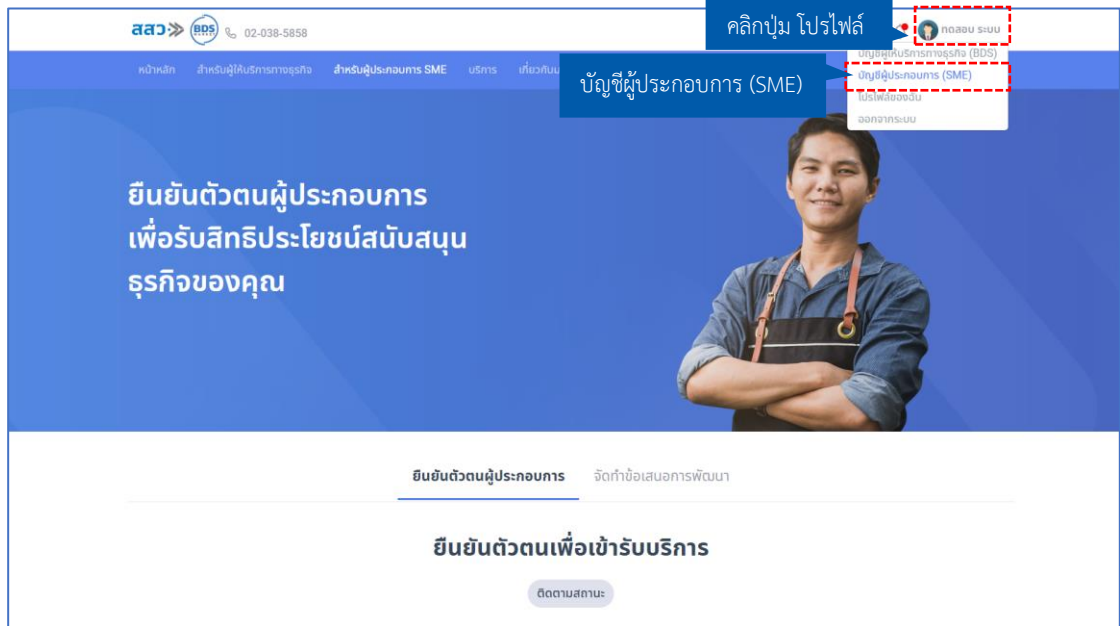 คลิกปุ่ม โปรไฟล์
สสว BDS 02-038-5858
ทดสอบ ระบบ
บัญชีผู้ให้บริการทางธุรกิจ (BDS)
หน้าหลัก สำหรับผู้ให้บริการทางธุรกิจ สำหรับผู้ประกอบการ SME บริการ
บัญชีผู้ประกอบการ (SME)
บัญชีผู้ประกอบการ (SME)
โปรไฟล์ของฉัน
ออกจากระบบ
ยืนยันตัวตนผู้ประกอบการ
เพื่อรับสิทธิประโยชน์สนับสนุน
ธุรกิจของคุณ
ยืนยันตัวตนผู้ประกอบการ จัดทำข้อเสนอการพัฒนา
ยืนยันตัวตนเพื่อเข้ารับบริการ
ติดตามสถานะ